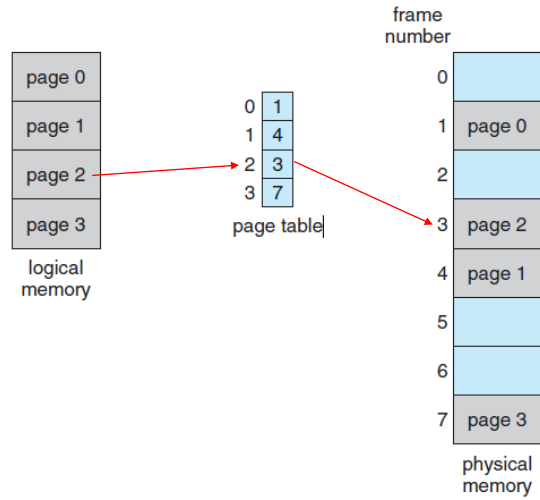 page 0
page 1
page 2
page 3
logical
memory
0 1
1 4
2 3
3 7
page table
frame
number
0
1 page 0
2
3 page 2
4 page 1
5
6
7 page 3
physical
memory